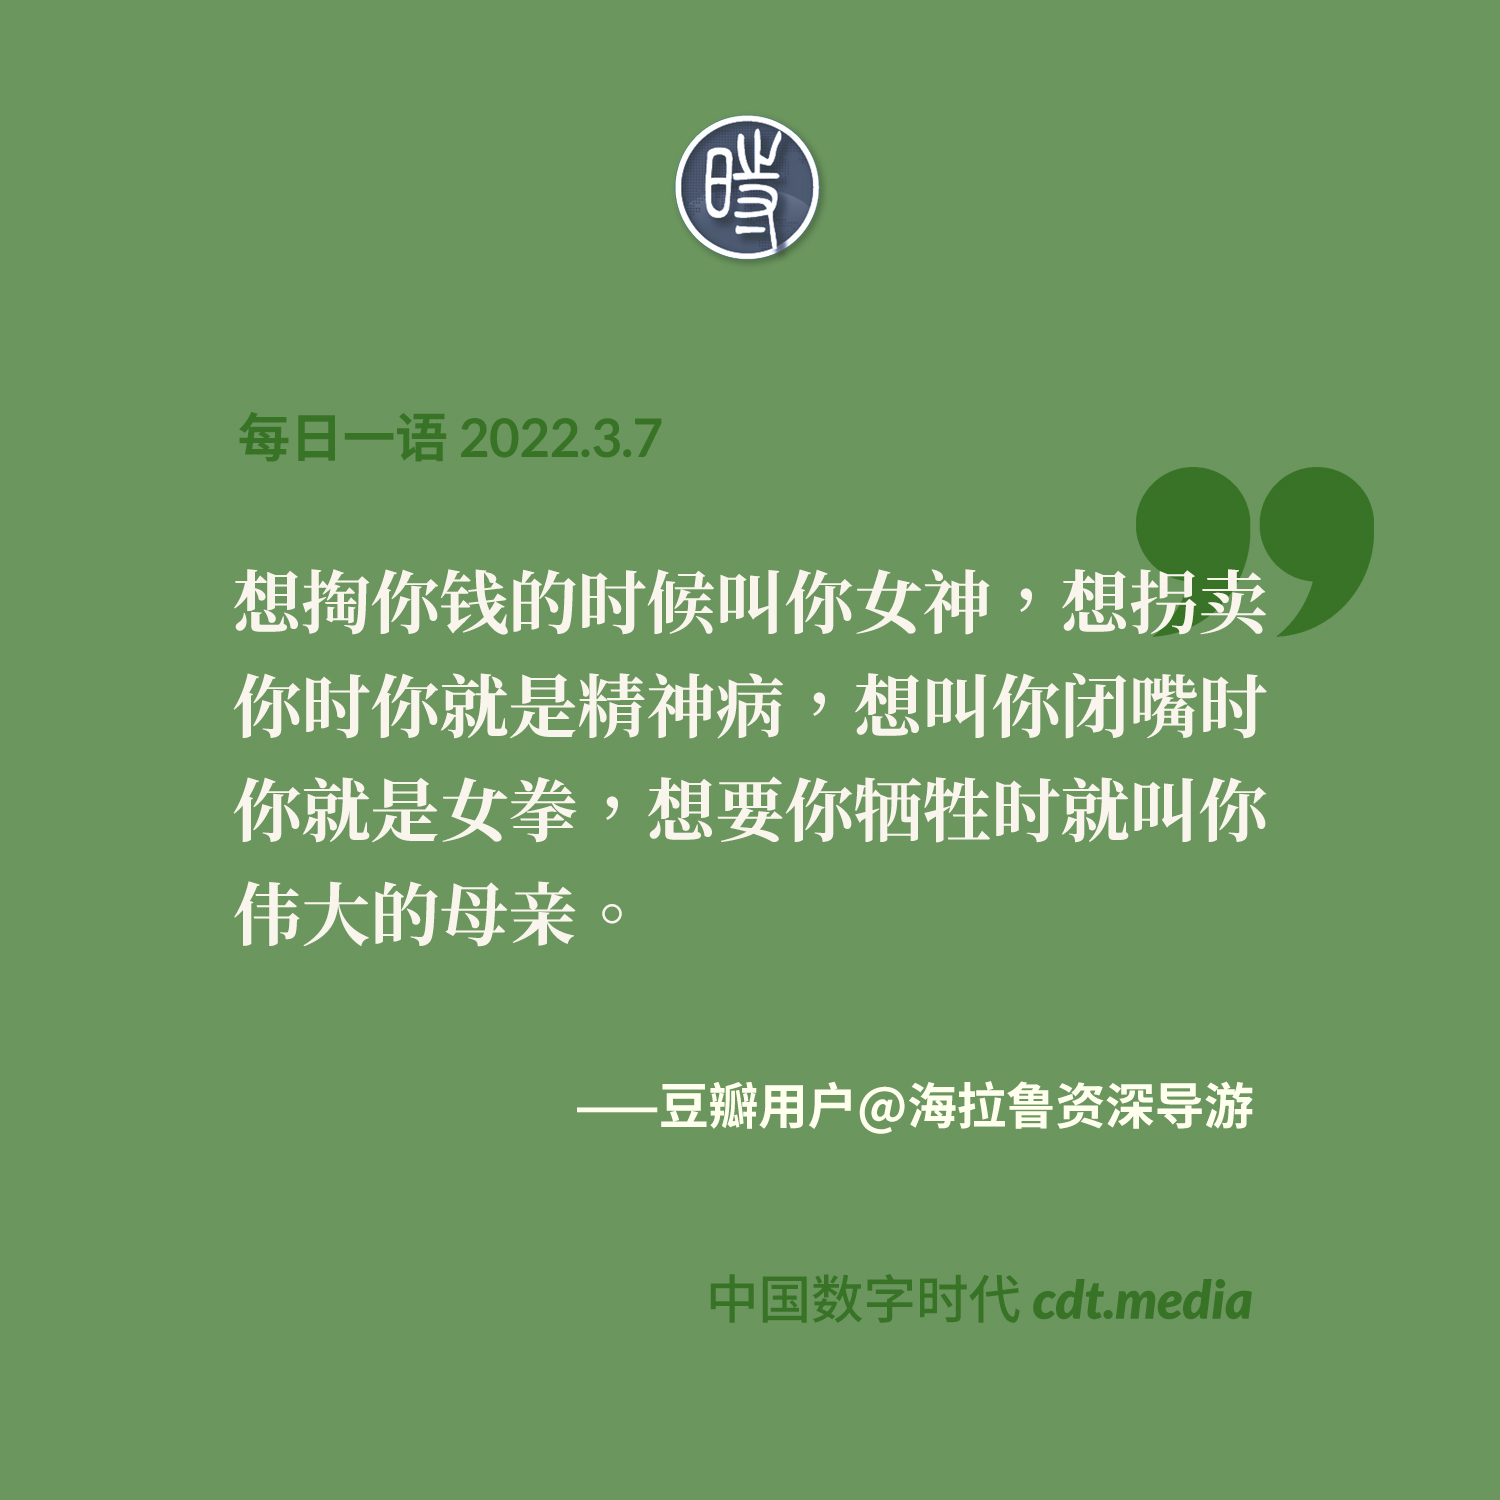 時
每日一语 2022.3.7
想掏你钱的时候叫你女神，想拐卖
你时你就是精神病，想叫你闭嘴时
你就是女拳，想要你牺牲时就叫你
伟大的母亲。
——豆瓣用户@海拉鲁资深导游
中国数字时代 cdt.media